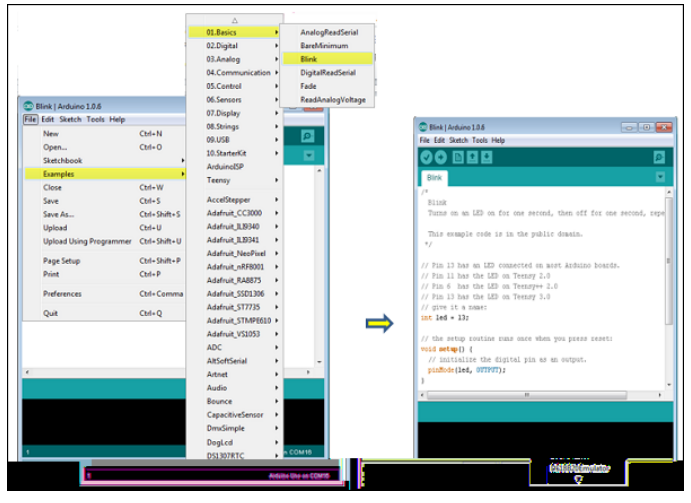 Blink | Arduino 1.0.6
File Edit Sketch Tools Help
New Ctrl+N
Open... Ctrl+O
Sketchbook
Examples
Close Ctrl+W
Save Ctrl+S
Save As... Ctrl+Shift+S
Upload Ctrl+U
Upload Using Programmer Ctrl+Shift+U
Page Setup Ctrl+Shift+P
Print Ctrl+P
Preferences Ctrl+Comma
Quit Ctrl+Q
1
COM16
01.Basics
02.Digital
03.Analog
04.Communication
05.Control
06.Sensors
07.Display
08.Strings
09.USB
10.StarterKit
ArduinoISP
Teensy
AccelStepper
Adafruit_CC3000
Adafruit_ILI9340
Adafruit_ILI9341
Adafruit_NeoPixel
Adafruit_nRF8001
Adafruit_RA8875
Adafruit_SSD1306
Adafruit_ST7735
Adafruit_STMPE610
Adafruit_VS1053
ADC
AltSoftSerial
Artnet
Audio
Bounce
CapacitiveSensor
DmxSimple
DogLcd
DS1307RTC
AnalogReadSerial
BareMinimum
Blink
DigitalReadSerial
Fade
ReadAnalogVoltage
Blink | Arduino 1.0.6
File Edit Sketch Tools Help
Blink
/*
Blink
Turns on an LED on for one second, then off for one second, repe
This example code is in the public domain.
*/
// Pin 13 has an LED connected on most Arduino boards.
// Pin 11 has the LED on Teensy 2.0
// Pin 6 has the LED on Teensy++ 2.0
// Pin 13 has the LED on Teensy 3.0
// give it a name:
int led = 13;
// the setup routine runs once when you press reset:
void setup() {
// initialize the digital pin as an output.
pinMode(led, OUTPUT);
}
1
Arduino Uno on COM16